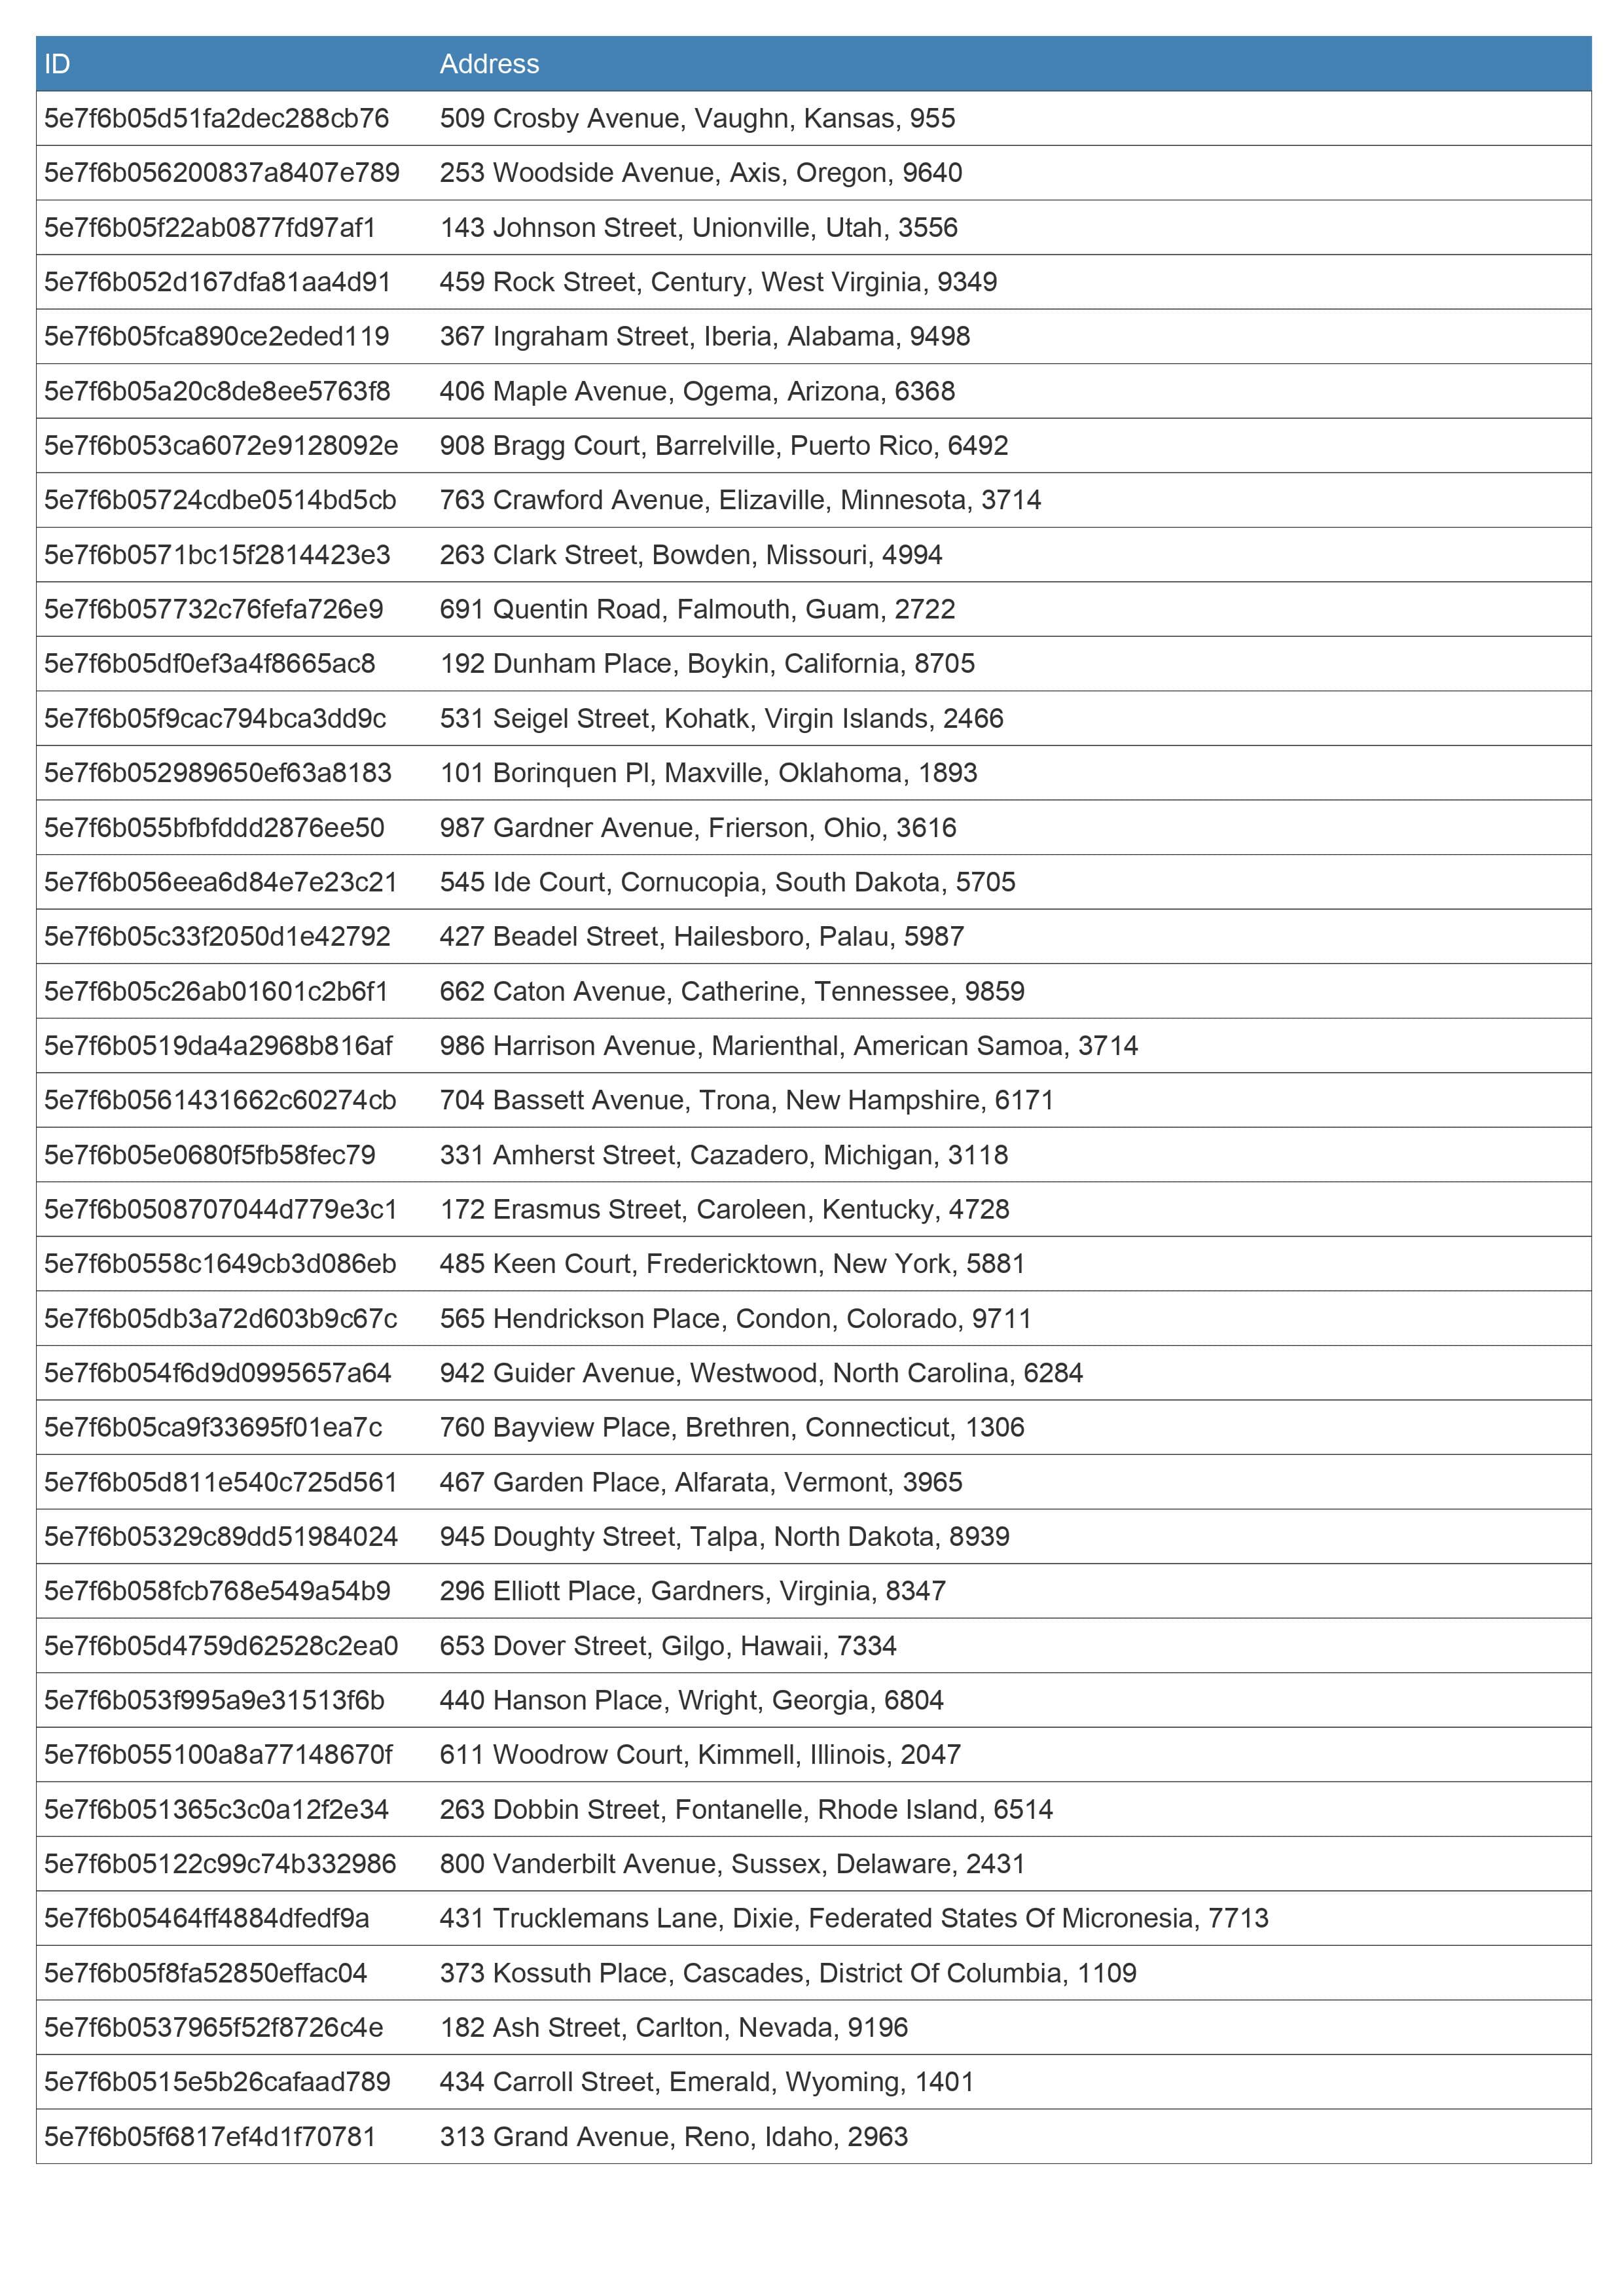 ID Address
5e7f6b05d51fa2dec288cb76 509 Crosby Avenue, Vaughn, Kansas, 955
5e7f6b056200837a8407e789 253 Woodside Avenue, Axis, Oregon, 9640
5e7f6b05f22ab0877fd97af1 143 Johnson Street, Unionville, Utah, 3556
5e7f6b052d167dfa81aa4d91 459 Rock Street, Century, West Virginia, 9349
5e7f6b05fca890ce2eded119 367 Ingraham Street, Iberia, Alabama, 9498
5e7f6b05a20c8de8ee5763f8 406 Maple Avenue, Ogema, Arizona, 6368
5e7f6b053ca6072e9128092e 908 Bragg Court, Barrelville, Puerto Rico, 6492
5e7f6b05724cdbe0514bd5cb 763 Crawford Avenue, Elizaville, Minnesota, 3714
5e7f6b0571bc15f2814423e3 263 Clark Street, Bowden, Missouri, 4994
5e7f6b057732c76fefa726e9 691 Quentin Road, Falmouth, Guam, 2722
5e7f6b05df0ef3a4f8665ac8 192 Dunham Place, Boykin, California, 8705
5e7f6b05f9cac794bca3dd9c 531 Seigel Street, Kohatk, Virgin Islands, 2466
5e7f6b052989650ef63a8183 101 Borinquen Pl, Maxville, Oklahoma, 1893
5e7f6b055bfbfddd2876ee50 987 Gardner Avenue, Frierson, Ohio, 3616
5e7f6b056eea6d84e7e23c21 545 Ide Court, Cornucopia, South Dakota, 5705
5e7f6b05c33f2050d1e42792 427 Beadel Street, Hailesboro, Palau, 5987
5e7f6b05c26ab01601c2b6f1 662 Caton Avenue, Catherine, Tennessee, 9859
5e7f6b0519da4a2968b816af 986 Harrison Avenue, Marienthal, American Samoa, 3714
5e7f6b0561431662c60274cb 704 Bassett Avenue, Trona, New Hampshire, 6171
5e7f6b05e0680f5fb58fec79 331 Amherst Street, Cazadero, Michigan, 3118
5e7f6b0508707044d779e3c1 172 Erasmus Street, Caroleen, Kentucky, 4728
5e7f6b0558c1649cb3d086eb 485 Keen Court, Fredericktown, New York, 5881
5e7f6b05db3a72d603b9c67c 565 Hendrickson Place, Condon, Colorado, 9711
5e7f6b054f6d9d0995657a64 942 Guider Avenue, Westwood, North Carolina, 6284
5e7f6b05ca9f33695f01ea7c 760 Bayview Place, Brethren, Connecticut, 1306
5e7f6b05d811e540c725d561 467 Garden Place, Alfarata, Vermont, 3965
5e7f6b05329c89dd51984024 945 Doughty Street, Talpa, North Dakota, 8939
5e7f6b058fcb768e549a54b9 296 Elliott Place, Gardners, Virginia, 8347
5e7f6b05d4759d62528c2ea0 653 Dover Street, Gilgo, Hawaii, 7334
5e7f6b053f995a9e31513f6b 440 Hanson Place, Wright, Georgia, 6804
5e7f6b055100a8a77148670f 611 Woodrow Court, Kimmell, Illinois, 2047
5e7f6b051365c3c0a12f2e34 263 Dobbin Street, Fontanelle, Rhode Island, 6514
5e7f6b05122c99c74b332986 800 Vanderbilt Avenue, Sussex, Delaware, 2431
5e7f6b05464ff4884dfedf9a 431 Trucklemans Lane, Dixie, Federated States Of Micronesia, 7713
5e7f6b05f8fa52850effac04 373 Kossuth Place, Cascades, District Of Columbia, 1109
5e7f6b0537965f52f8726c4e 182 Ash Street, Carlton, Nevada, 9196
5e7f6b0515e5b26cafaad789 434 Carroll Street, Emerald, Wyoming, 1401
5e7f6b05f6817ef4d1f70781 313 Grand Avenue, Reno, Idaho, 2963